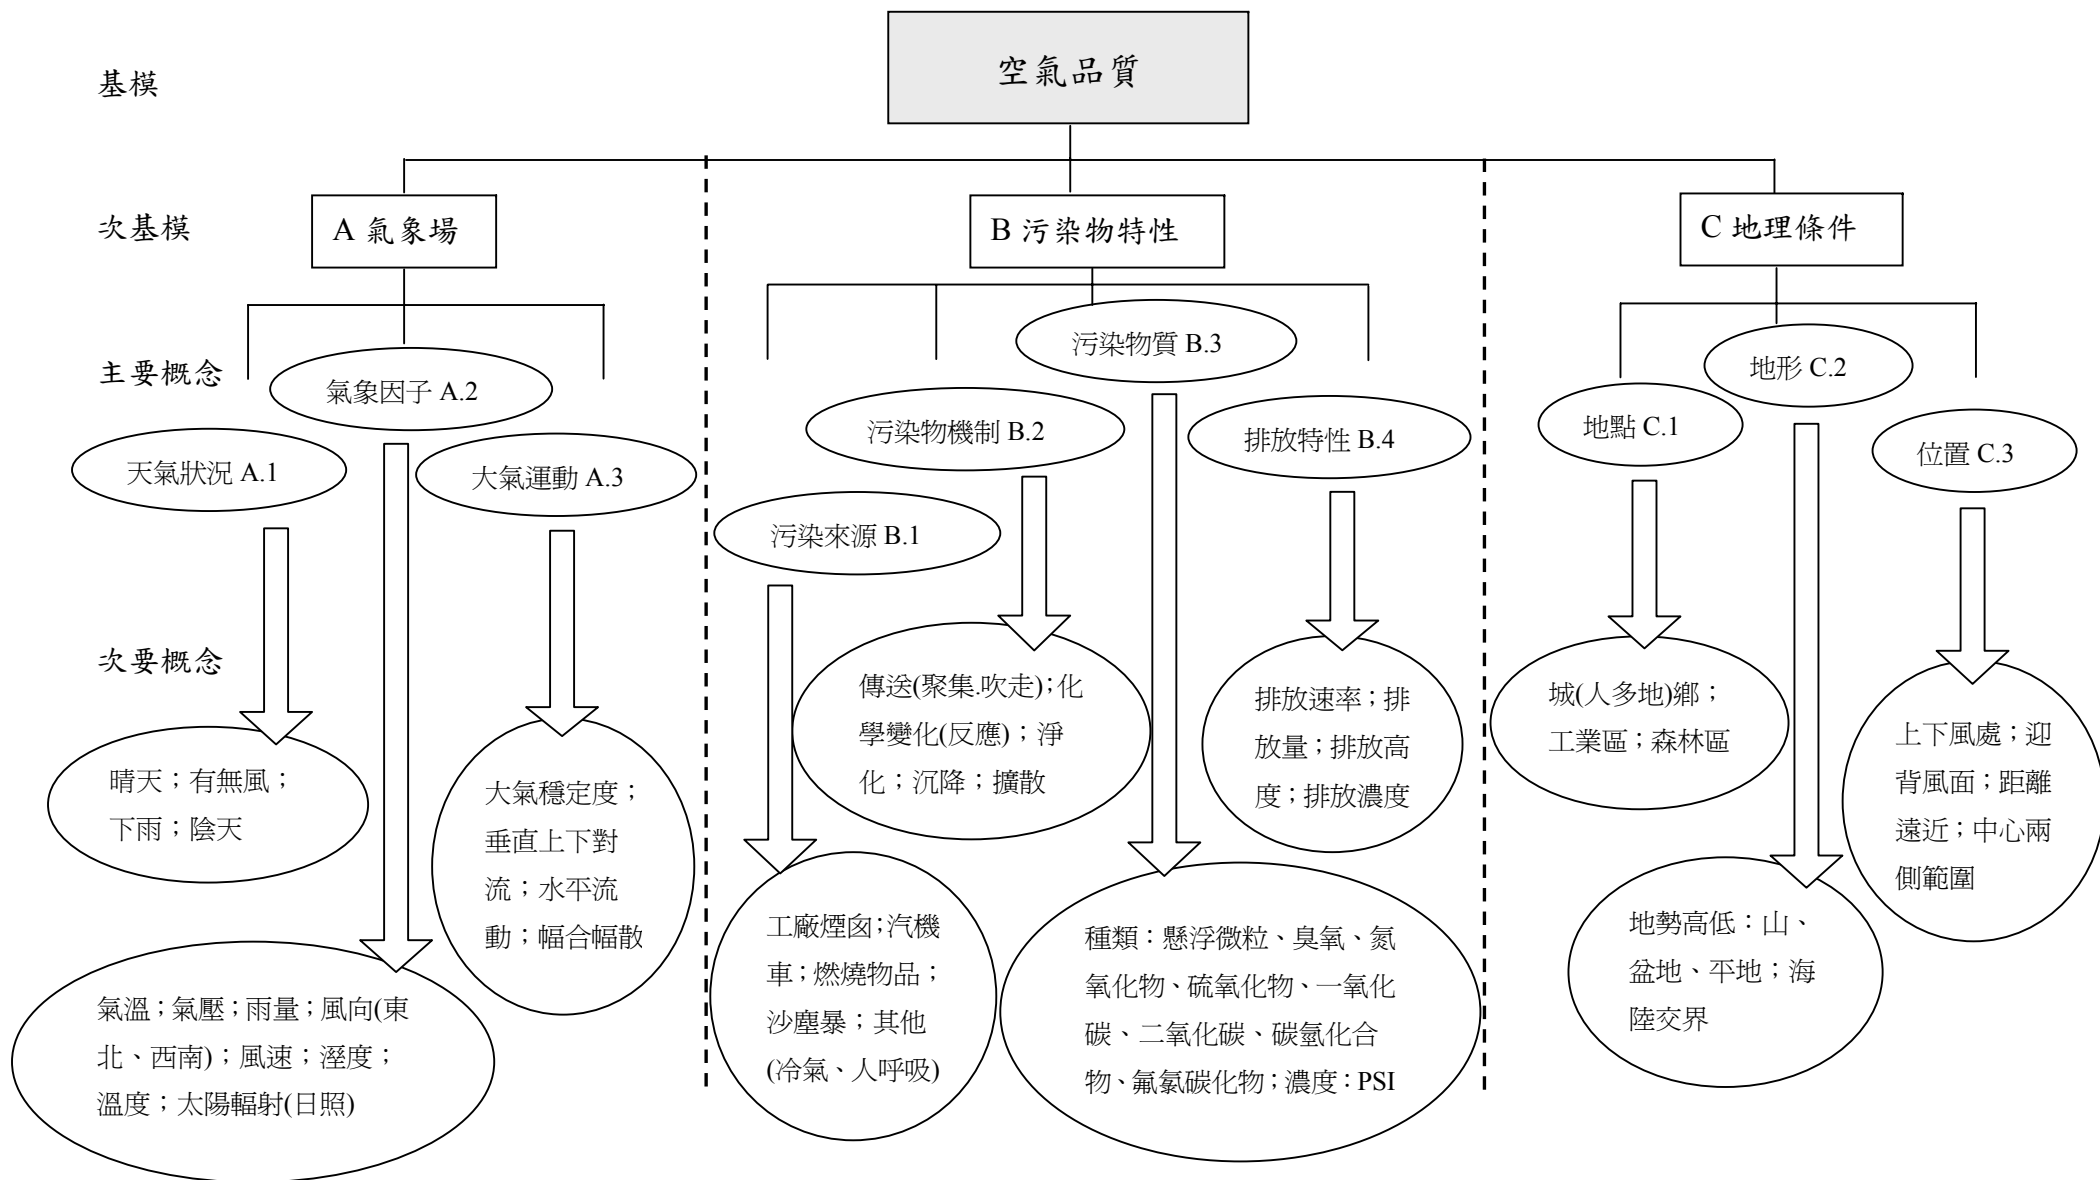 空氣品質
基模
次基模
A 氣象場
B 污染物特性
C 地理條件
主要概念
天氣狀況 A.1
氣象因子 A.2
大氣運動 A.3
污染來源 B.1
污染物機制 B.2
污染物質 B.3
排放特性 B.4
地點 C.1
地形 C.2
位置 C.3
次要概念
晴天；有無風；
下雨；陰天
氣溫；氣壓；雨量；風向(東
北、西南)；風速；溼度；
溫度；太陽輻射(日照)
大氣穩定度；
垂直上下對
流；水平流
動；幅合幅散
工廠煙囪；汽機
車；燃燒物品；
沙塵暴；其他
(冷氣、人呼吸)
傳送(聚集.吹走)；化
學變化(反應)；淨
化；沉降；擴散
種類：懸浮微粒、臭氧、氮
氧化物、硫氧化物、一氧化
碳、二氧化碳、碳氫化合
物、氟氯碳化物；濃度：PSI
排放速率；排
放量；排放高
度；排放濃度
城(人多地)鄉；
工業區；森林區
地勢高低：山、
盆地、平地；海
陸交界
上下風處；迎
背風面；距離
遠近；中心兩
側範圍